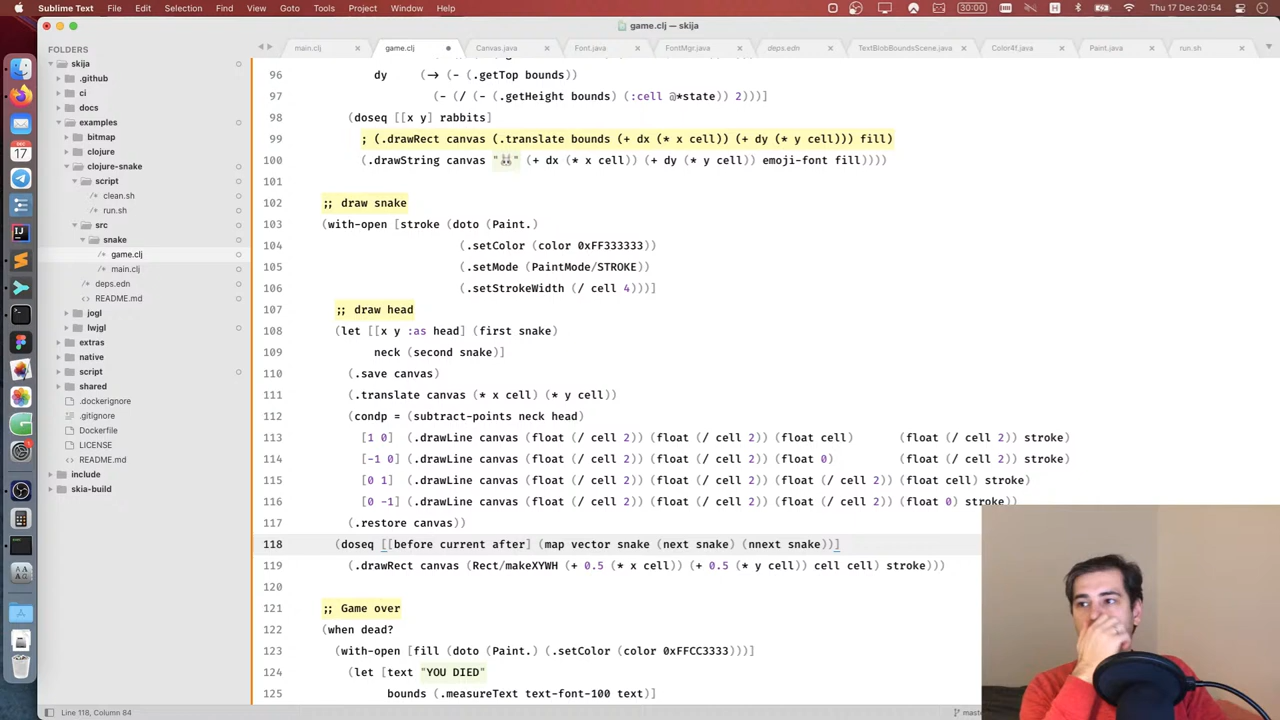 Sublime Text File Edit Selection Find View Goto Tools Project Window Help 30:00 Thu 17 Dec 20:54
game.clj — skija
main.clj game.clj Canvas.java Font.java FontMgr.java deps.edn TextBlobBoundsScene.java Color4f.java Paint.java run.sh
FOLDERS
skija
.github
ci
docs
examples
bitmap
clojure
clojure-snake
script
clean.sh
run.sh
src
snake
game.clj
main.clj
deps.edn
README.md
jogl
lwjgl
extras
native
script
shared
.dockerignore
.gitignore
Dockerfile
LICENSE
README.md
include
skia-build
96 dy (-> (- (.getTop bounds))
97 (- (/ (- (.getHeight bounds) (:cell @*state)) 2)))]
98 (doseq [[x y] rabbits]
99 ; (.drawRect canvas (.translate bounds (+ dx (* x cell)) (+ dy (* y cell))) fill)
100 (.drawString canvas "🐰" (+ dx (* x cell)) (+ dy (* y cell)) emoji-font fill))))
101
102 ;; draw snake
103 (with-open [stroke (doto (Paint.)
104 (.setColor (color 0xFF333333))
105 (.setMode (PaintMode/STROKE))
106 (.setStrokeWidth (/ cell 4)))]
107 ;; draw head
108 (let [[x y :as head] (first snake)
109 neck (second snake)]
110 (.save canvas)
111 (.translate canvas (* x cell) (* y cell))
112 (condp = (subtract-points neck head)
113 [1 0] (.drawLine canvas (float (/ cell 2)) (float (/ cell 2)) (float cell) (float (/ cell 2)) stroke)
114 [-1 0] (.drawLine canvas (float (/ cell 2)) (float (/ cell 2)) (float 0) (float (/ cell 2)) stroke)
115 [0 1] (.drawLine canvas (float (/ cell 2)) (float (/ cell 2)) (float (/ cell 2)) (float cell) stroke)
116 [0 -1] (.drawLine canvas (float (/ cell 2)) (float (/ cell 2)) (float (/ cell 2)) (float 0) stroke))
117 (.restore canvas))
118 (doseq [[before current after] (map vector snake (next snake) (nnext snake))]
119 (.drawRect canvas (Rect/makeXYWH (+ 0.5 (* x cell)) (+ 0.5 (* y cell)) cell cell) stroke)))
120
121 ;; Game over
122 (when dead?
123 (with-open [fill (doto (Paint.) (.setColor (color 0xFFCC3333)))]
124 (let [text "YOU DIED"
125 bounds (.measureText text-font-100 text)]
Line 118, Column 84